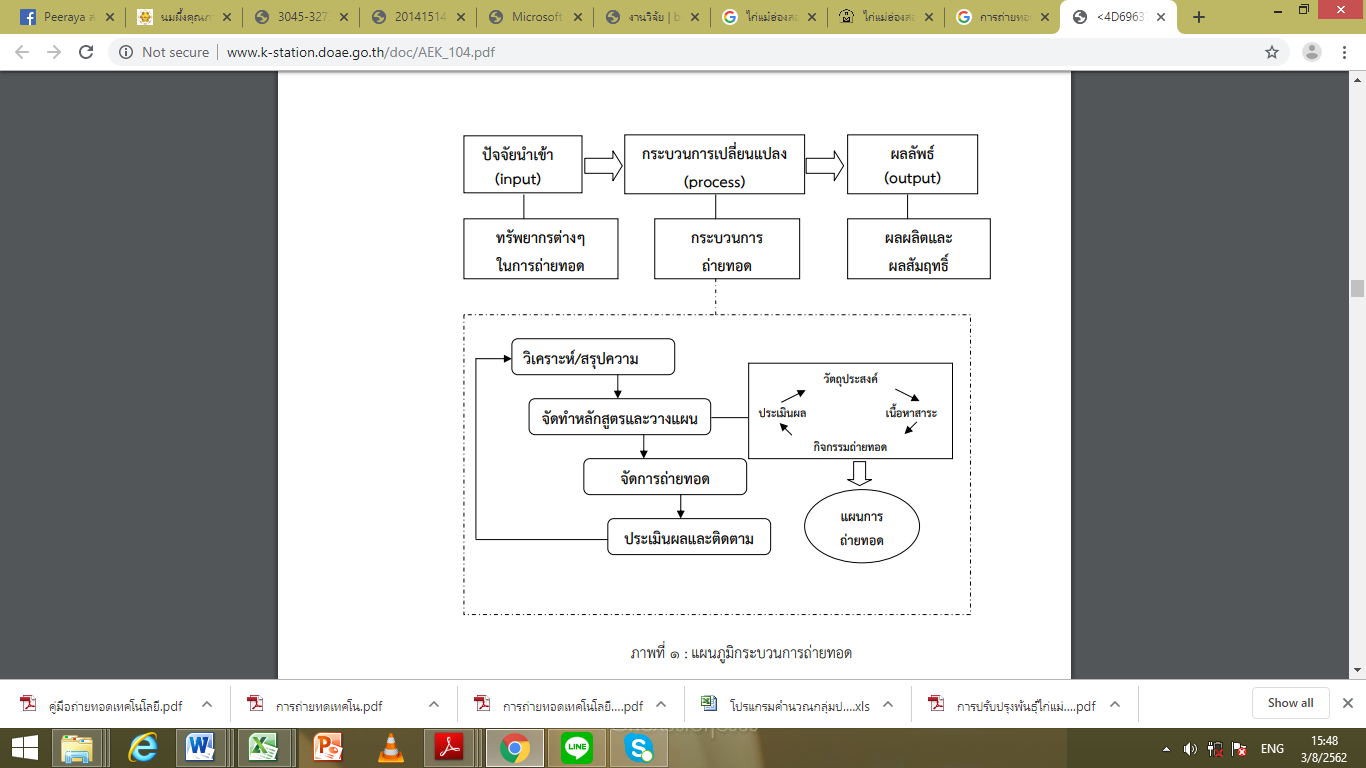 Peeraya ส
นมผึ้งคุณภ
3045-327
20141514
Microsoft
งานวิจัย | b
ไก่แม่ฮ่องสอ
ไก่แม่ฮ่องสอ
การถ่ายทอด
<4D6963
Not secure
www.k-station.doae.go.th/doc/AEK_104.pdf
ปัจจัยนำเข้า
(input)
กระบวนการเปลี่ยนแปลง
(process)
ผลลัพธ์
(output)
ทรัพยากรต่างๆ
ในการถ่ายทอด
กระบวนการ
ถ่ายทอด
ผลผลิตและ
ผลสัมฤทธิ์
วิเคราะห์/สรุปความ
จัดทำหลักสูตรและวางแผน
จัดการถ่ายทอด
ประเมินผลและติดตาม
วัตถุประสงค์
ประเมินผล
เนื้อหาสาระ
กิจกรรมถ่ายทอด
แผนการ
ถ่ายทอด
ภาพที่ ๑ : แผนภูมิกระบวนการถ่ายทอด
คู่มือถ่ายทอดเทคโนโลยี.pdf
การถ่ายทดเทคโน.pdf
การถ่ายทอดเทคโนโลยี....pdf
โปรแกรมคำนวณกลุ่มป....xls
การปรับปรุงพันธุ์ไก่แม่....pdf
Show all
ENG
15:48
3/8/2562